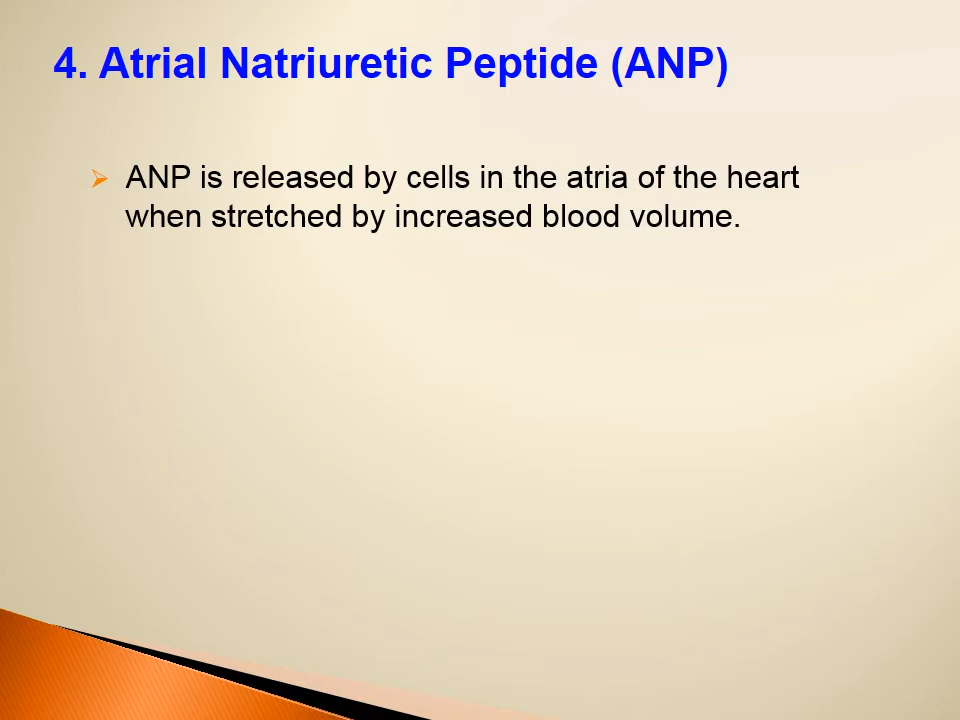 4. Atrial Natriuretic Peptide (ANP)
ANP is released by cells in the atria of the heart
when stretched by increased blood volume.